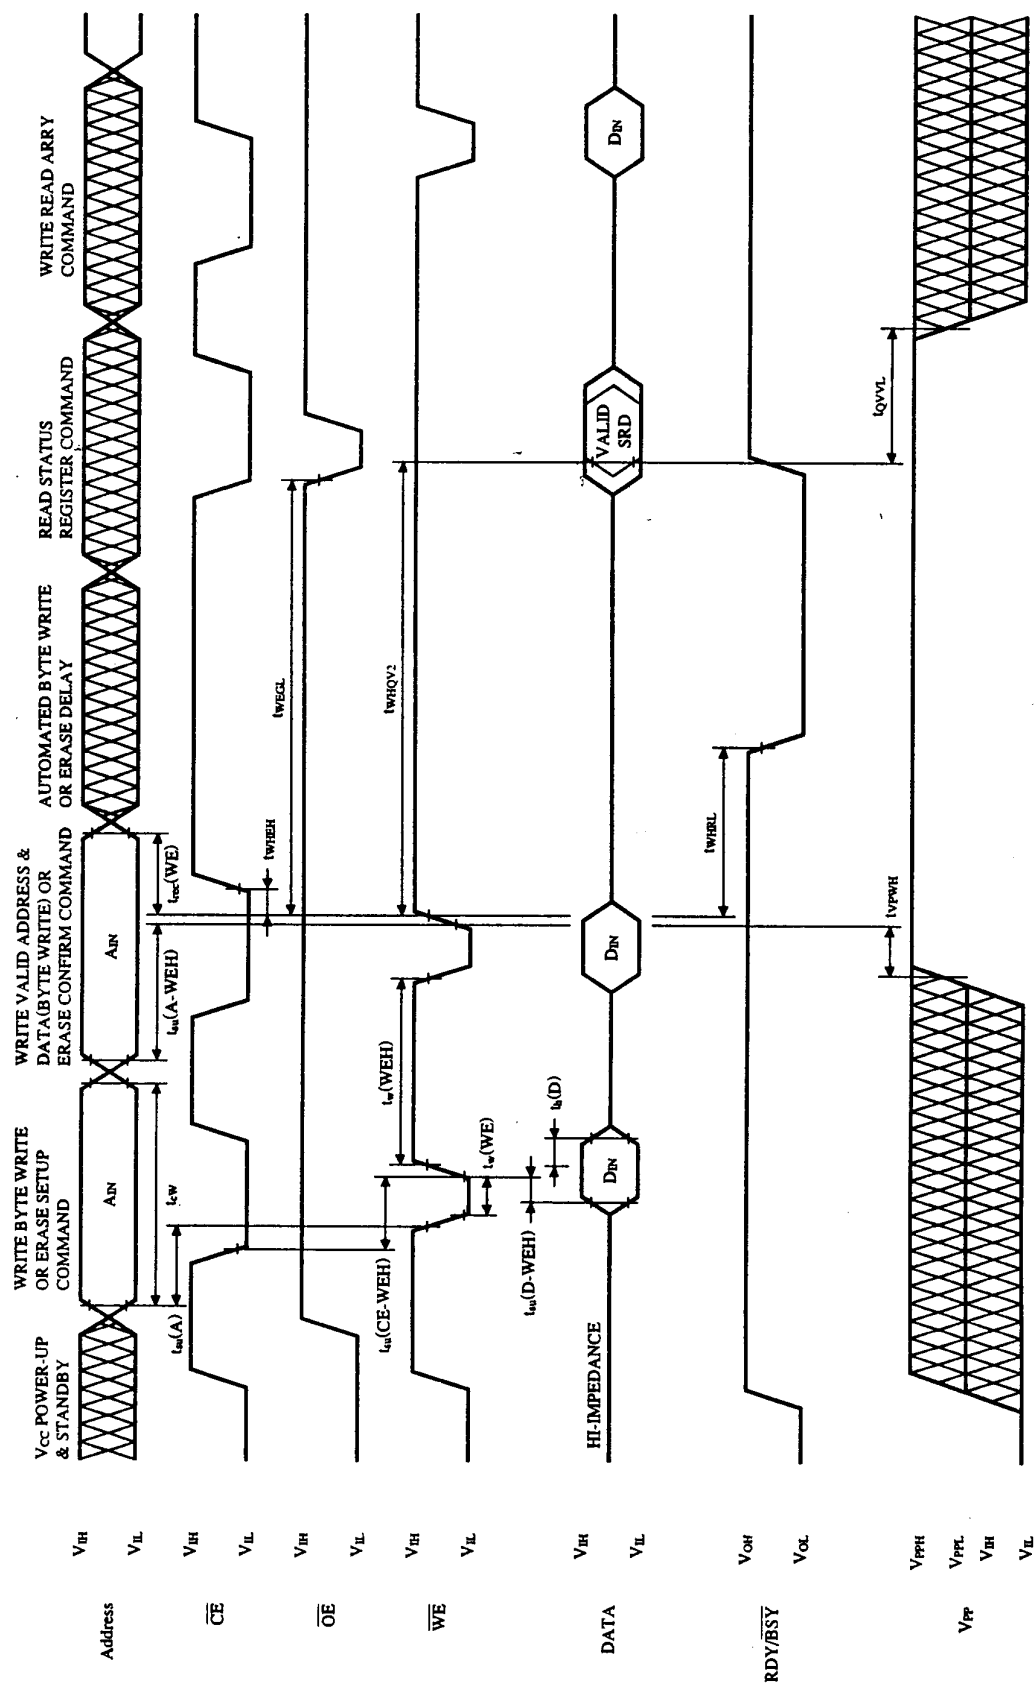 VCC POWER-UP
& STANDBY
WRITE BYTE WRITE
OR ERASE SETUP
COMMAND
WRITE VALID ADDRESS &
DATA(BYTE WRITE) OR
ERASE CONFIRM COMMAND
AUTOMATED BYTE WRITE
OR ERASE DELAY
READ STATUS
REGISTER COMMAND
WRITE READ ARRY
COMMAND
Address
VIH
VIL
AIN
AIN
tsu(A)
tcw
tsu(A-WEH)
trec(WE)
CE
VIH
VIL
tWHEH
OE
VIH
VIL
tWEGL
WE
VIH
VIL
tsu(CE-WEH)
tw(WEH)
tWHQV2
tw(WE)
tsu(D-WEH)
th(D)
DATA
VIH
VIL
HI-IMPEDANCE
DIN
DIN
VALID
SRD
DIN
RDY/BSY
VOH
VOL
tWHRL
VPP
VPPH
VPPL
VIH
VIL
tVPWH
tQVVL